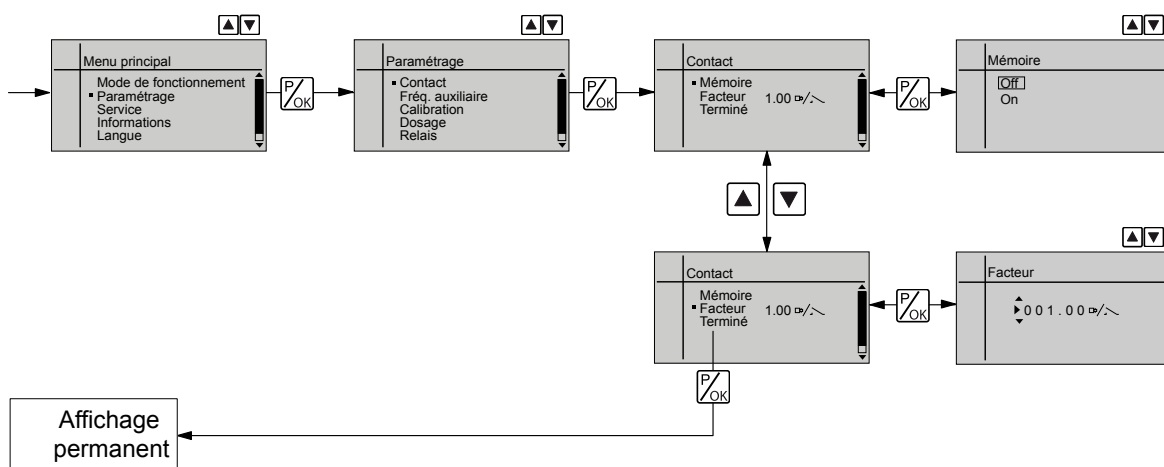 Menu principal
Mode de fonctionnement
Paramétrage
Service
Informations
Langue
P/OK
Paramétrage
Contact
Fréq. auxiliaire
Calibration
Dosage
Relais
P/OK
Contact
Mémoire
Facteur 1.00
Terminé
P/OK
Mémoire
Off
On
Contact
Mémoire
Facteur 1.00
Terminé
P/OK
Facteur
001.00
P/OK
Affichage
permanent